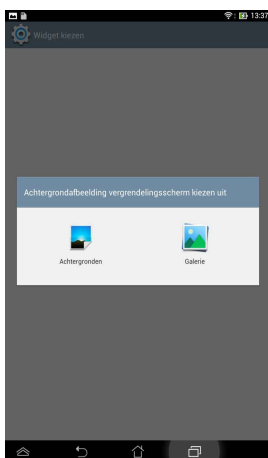 13:37
Widget kiezen
Achtergrondafbeelding vergrendelingsscherm kiezen uit
Achtergronden
Galerie